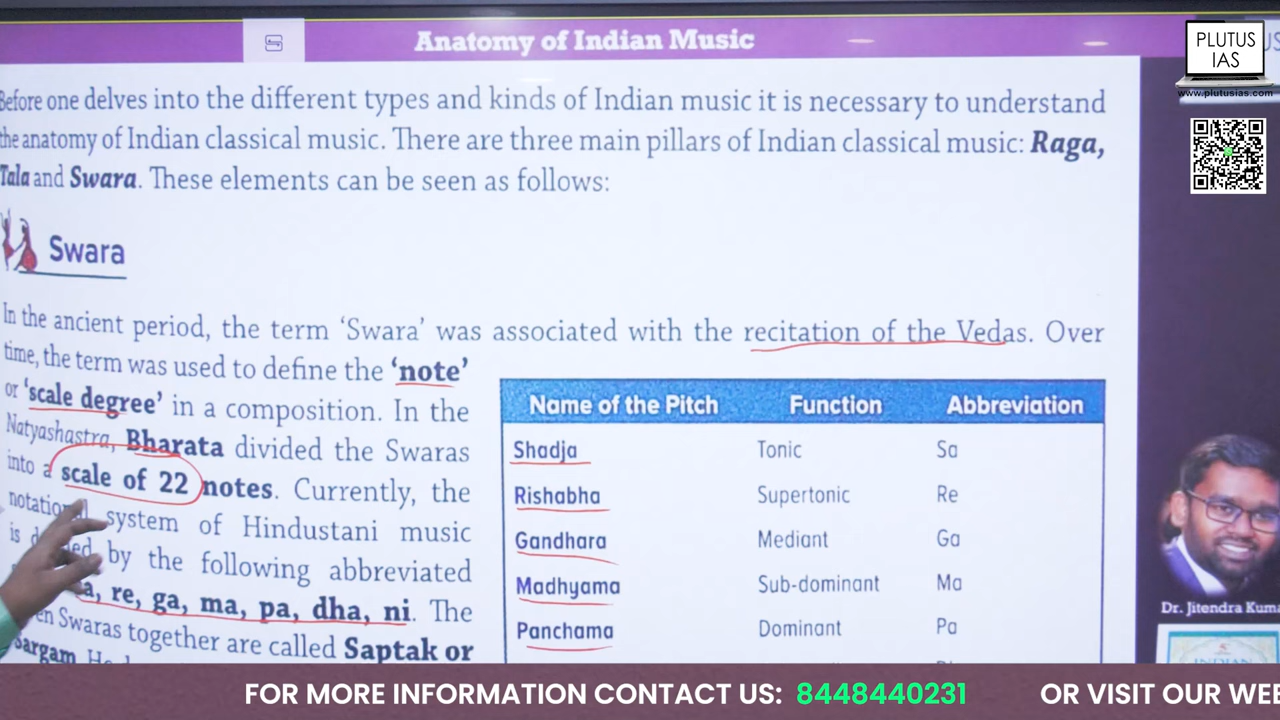 Anatomy of Indian Music
PLUTUS
IAS
www.plutusias.com
Before one delves into the different types and kinds of Indian music it is necessary to understand
the anatomy of Indian classical music. There are three main pillars of Indian classical music: Raga,
Tala and Swara. These elements can be seen as follows:
Swara
In the ancient period, the term ‘Swara’ was associated with the recitation of the Vedas. Over
time, the term was used to define the ‘note’
or ‘scale degree’ in a composition. In the
Natyashastra, Bharata divided the Swaras
into a scale of 22 notes. Currently, the
system of Hindustani music
is by the following abbreviated
re, ga, ma, pa, dha, ni. The
Swaras together are called Saptak or
Sargam.
Name of the Pitch Function Abbreviation
Shadja Tonic Sa
Rishabha Supertonic Re
Gandhara Mediant Ga
Madhyama Sub-dominant Ma
Panchama Dominant Pa
Dr. Jitendra Kuma
INDIAN
FOR MORE INFORMATION CONTACT US: 8448440231 OR VISIT OUR WEB